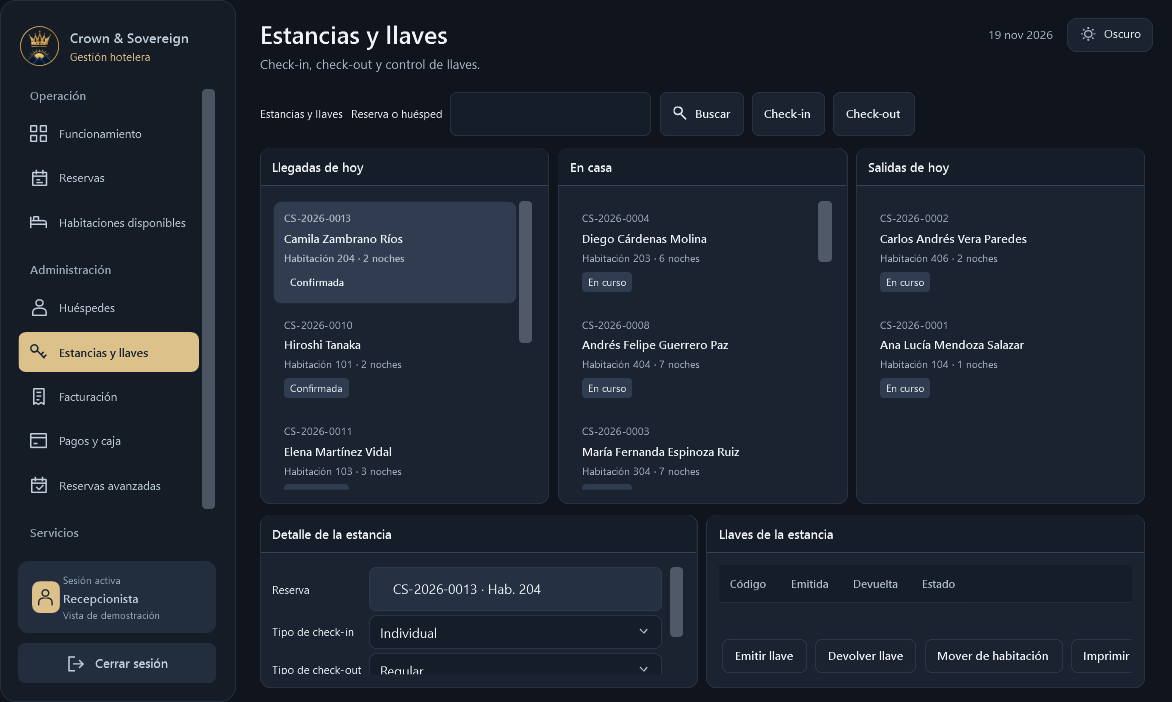 Crown & Sovereign
Gestión hotelera
Operación
Funcionamiento
Reservas
Habitaciones disponibles
Administración
Huéspedes
Estancias y llaves
Facturación
Pagos y caja
Reservas avanzadas
Servicios
Sesión activa
Recepcionista
Vista de demostración
Cerrar sesión
Estancias y llaves
Check-in, check-out y control de llaves.
19 nov 2026
Oscuro
Estancias y llaves Reserva o huésped
Buscar
Check-in
Check-out
Llegadas de hoy
CS-2026-0013
Camila Zambrano Ríos
Habitación 204 · 2 noches
Confirmada
CS-2026-0010
Hiroshi Tanaka
Habitación 101 · 2 noches
Confirmada
CS-2026-0011
Elena Martínez Vidal
Habitación 103 · 3 noches
En casa
CS-2026-0004
Diego Cárdenas Molina
Habitación 203 · 6 noches
En curso
CS-2026-0008
Andrés Felipe Guerrero Paz
Habitación 404 · 7 noches
En curso
CS-2026-0003
María Fernanda Espinoza Ruiz
Habitación 304 · 7 noches
Salidas de hoy
CS-2026-0002
Carlos Andrés Vera Paredes
Habitación 406 · 2 noches
En curso
CS-2026-0001
Ana Lucía Mendoza Salazar
Habitación 104 · 1 noches
En curso
Detalle de la estancia
Reserva CS-2026-0013 · Hab. 204
Tipo de check-in Individual
Tipo de check-out Regular
Llaves de la estancia
Código Emitida Devuelta Estado
Emitir llave
Devolver llave
Mover de habitación
Imprimir